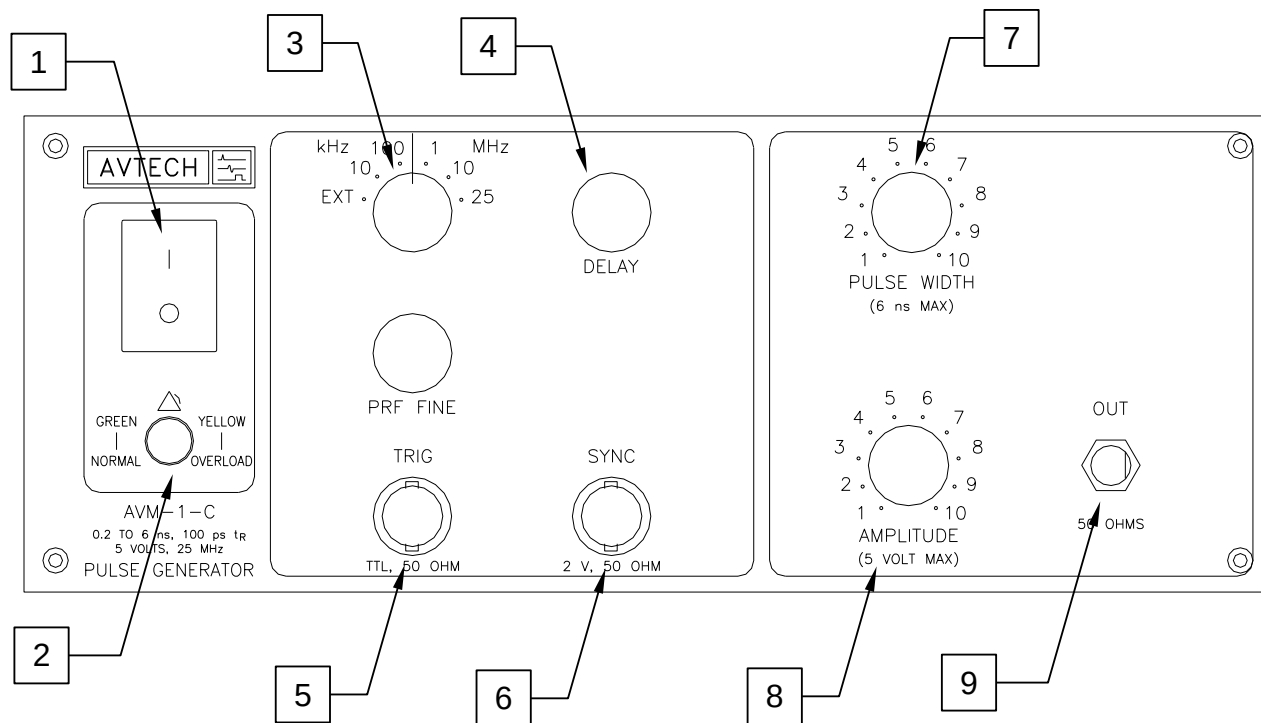 1
3
4
7
AVTECH
kHz 100 1 MHz
10 10
EXT 25
DELAY
5 6
4 7
3 8
2 9
1 10
PULSE WIDTH
(6 ns MAX)
PRF FINE
GREEN YELLOW
NORMAL OVERLOAD
TRIG
SYNC
TTL, 50 OHM
2 V, 50 OHM
5 6
4 7
3 8
2 9
1 10
AMPLITUDE
(5 VOLT MAX)
OUT
50 OHMS
AVM-1-C
0.2 TO 6 ns, 100 ps tR
5 VOLTS, 25 MHz
PULSE GENERATOR
2
5
6
8
9